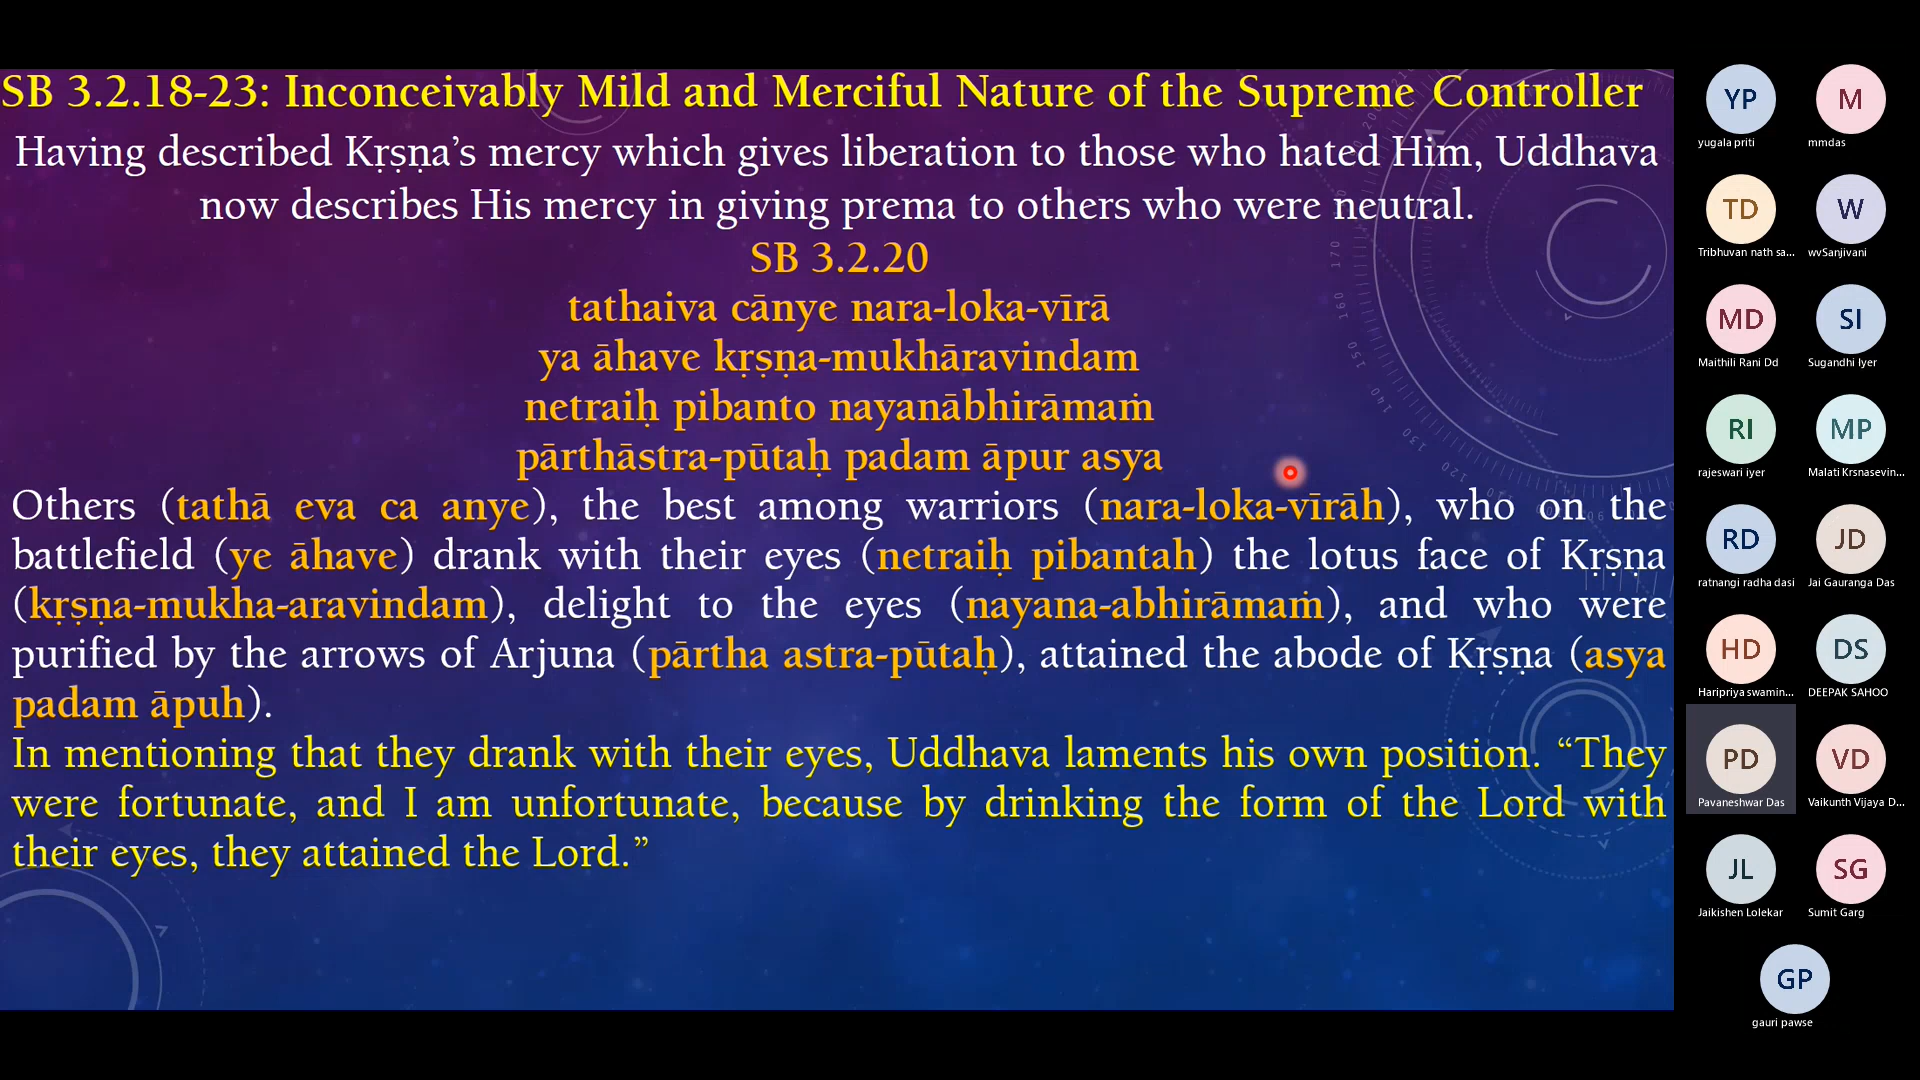 SB 3.2.18-23: Inconceivably Mild and Merciful Nature of the Supreme Controller
Having described Kṛṣṇa’s mercy which gives liberation to those who hated Him, Uddhava
now describes His mercy in giving prema to others who were neutral.
SB 3.2.20
tathaiva cānye nara-loka-vīrā
ya āhave kṛṣṇa-mukhāravindam
netraiḥ pibanto nayanābhirāmaṁ
pārthāstra-pūtaḥ padam āpur asya
Others (tathā eva ca anye), the best among warriors (nara-loka-vīrāh), who on the
battlefield (ye āhave) drank with their eyes (netraiḥ pibantah) the lotus face of Kṛṣṇa
(kṛṣṇa-mukha-aravindam), delight to the eyes (nayana-abhirāmaṁ), and who were
purified by the arrows of Arjuna (pārtha astra-pūtaḥ), attained the abode of Kṛṣṇa (asya
padam āpuh).
In mentioning that they drank with their eyes, Uddhava laments his own position. “They
were fortunate, and I am unfortunate, because by drinking the form of the Lord with
their eyes, they attained the Lord.”
YP M
yugala priti mmdas
TD W
Tribhuvan nath sa... wvSanjivani
MD SI
Maithili Rani Dd Sugandhi Iyer
RI MP
rajeswari iyer Malati Krsnasevin...
RD JD
ratnangi radha dasi Jai Gauranga Das
HD DS
Haripriya swamin... DEEPAK SAHOO
PD VD
Pavaneshwar Das Vaikunth Vijaya D...
JL SG
Jaikishen Lolekar Sumit Garg
GP
gauri pawse
170
160
150
140
130
120